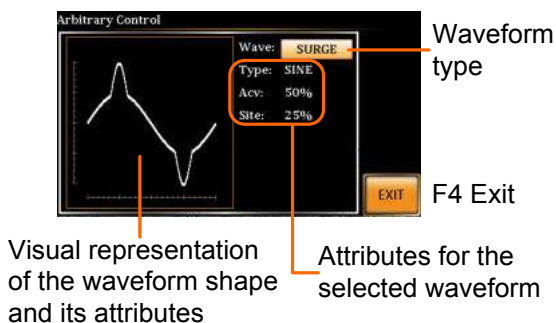 Arbitrary Control
Wave: SURGE
Type: SINE
Acv: 50%
Site: 25%
EXIT
Waveform
type
F4 Exit
Visual representation
of the waveform shape
and its attributes
Attributes for the
selected waveform